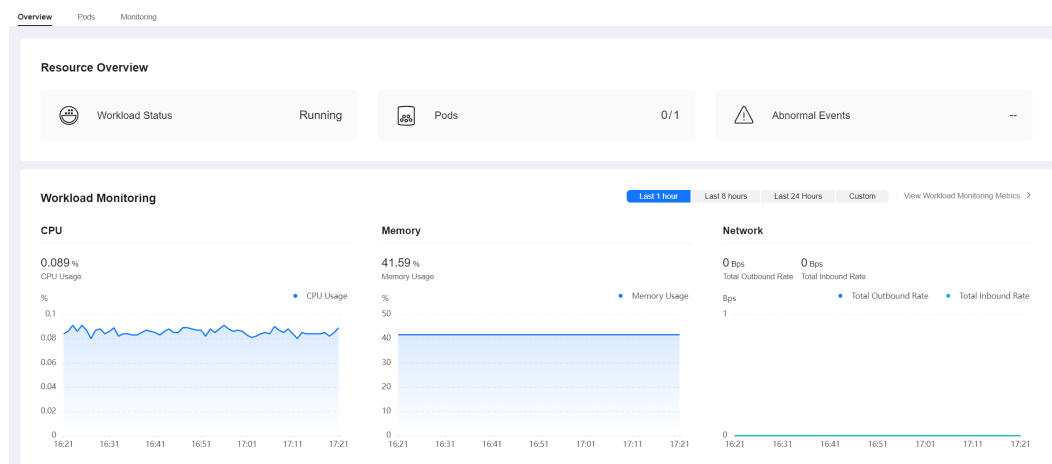 Overview Pods Monitoring
Resource Overview
Workload Status Running Pods 0/1 Abnormal Events --
Workload Monitoring Last 1 hour Last 8 hours Last 24 Hours Custom View Workload Monitoring Metrics >
CPU Memory Network
0.089 % 41.59 % 0 Bps 0 Bps
CPU Usage Memory Usage Total Outbound Rate Total Inbound Rate
% CPU Usage % Memory Usage Bps Total Outbound Rate Total Inbound Rate
0.1 50 1
0.08 40
0.06 30
0.04 20
0.02 10
0 0 0
16:21 16:31 16:41 16:51 17:01 17:11 17:21 16:21 16:31 16:41 16:51 17:01 17:11 17:21 16:21 16:31 16:41 16:51 17:01 17:11 17:21